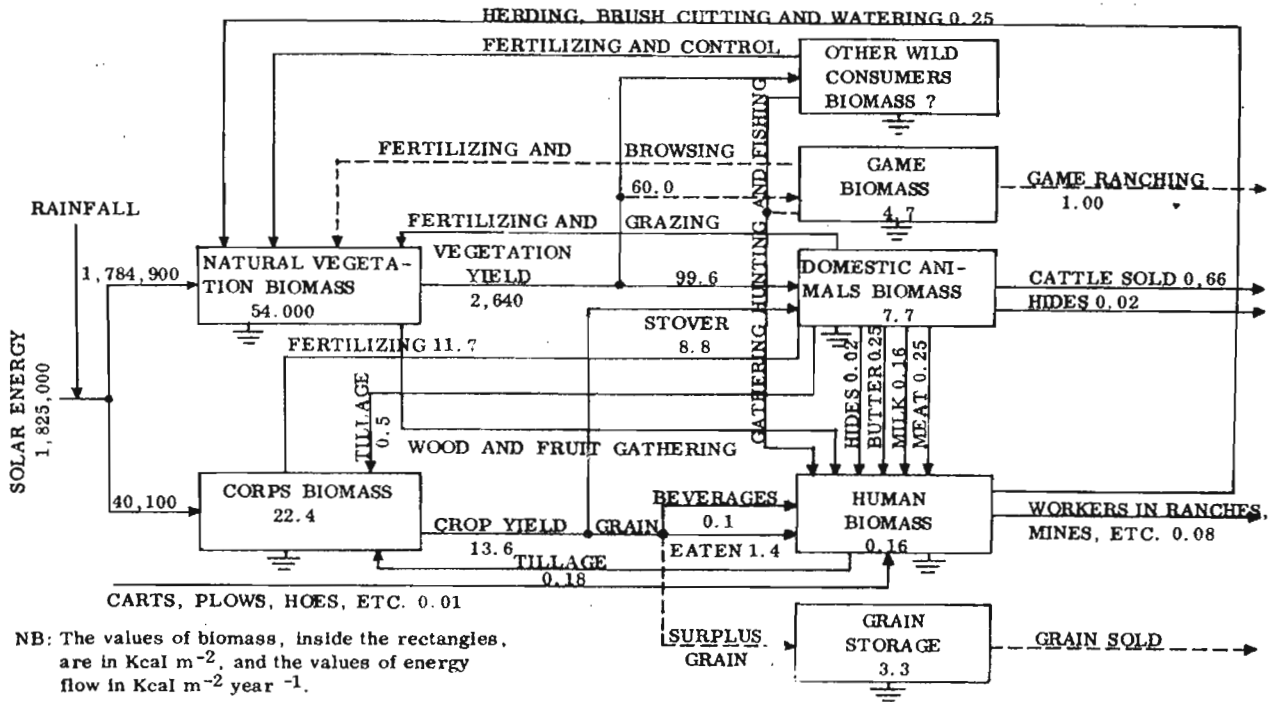 HERDING, BRUSH CUTTING AND WATERING 0.25
FERTILIZING AND CONTROL
OTHER WILD
CONSUMERS
BIOMASS ?
GATHERING HUNTING AND FISHING
FERTILIZING AND BROWSING
60.0
GAME
BIOMASS
4.7
GAME RANCHING
1.00
RAINFALL
FERTILIZING AND GRAZING
1,784,900
NATURAL VEGETA-
TION BIOMASS
54.000
VEGETATION
YIELD
2,640
99.6
DOMESTIC ANI-
MALS BIOMASS
7.7
CATTLE SOLD 0,66
HIDES 0,02
STOVER
8.8
FERTILIZING 11.7
SOLAR ENERGY
1,825,000
TILLAGE
0.5
HIDES 0.02
BUTTER 0.25
MILK 0.16
MEAT 0.25
WOOD AND FRUIT GATHERING
40,100
CORPS BIOMASS
22.4
CROP YIELD
13.6
GRAIN
BEVERAGES
0.1
EATEN 1.4
HUMAN
BIOMASS
0.16
WORKERS IN RANCHES,
MINES, ETC. 0.08
TILLAGE
0.18
CARTS, PLOWS, HOES, ETC. 0.01
SURPLUS
GRAIN
GRAIN
STORAGE
3.3
GRAIN SOLD
NB: The values of biomass, inside the rectangles,
are in Kcal m⁻², and the values of energy
flow in Kcal m⁻² year ⁻¹.